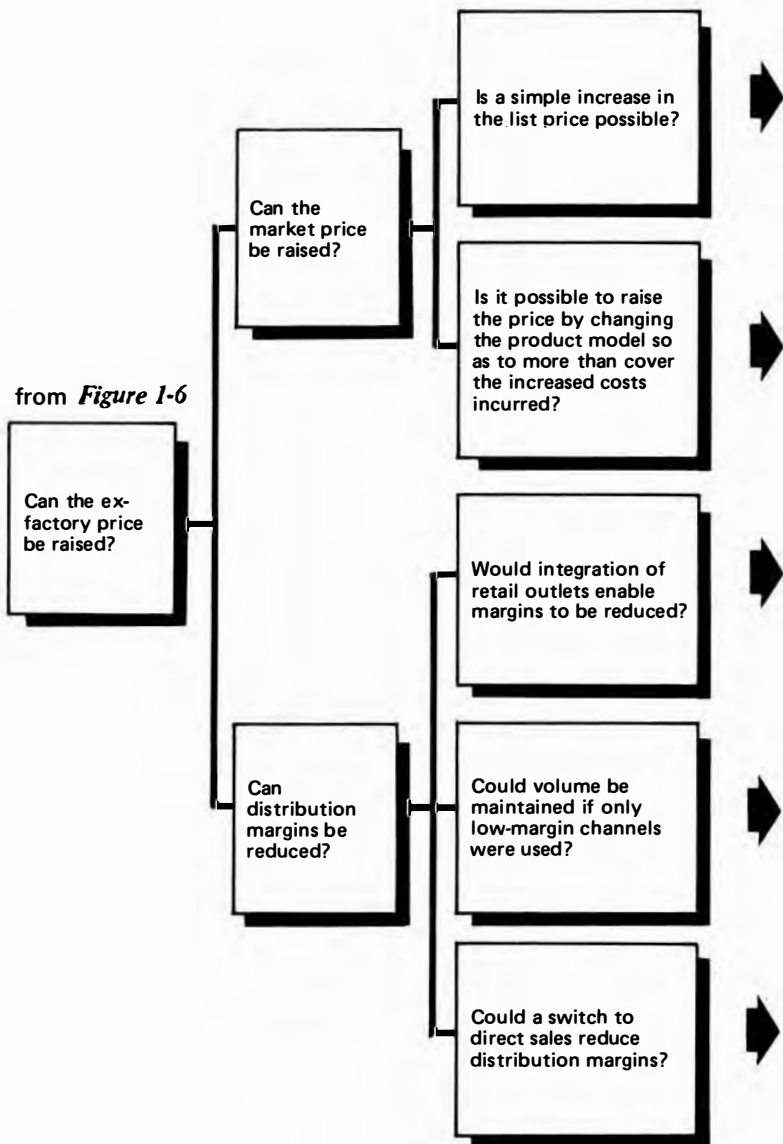 from Figure 1-6
Can the ex-
factory price
be raised?
Can the
market price
be raised?
Is a simple increase in
the list price possible?
Is it possible to raise
the price by changing
the product model so
as to more than cover
the increased costs
incurred?
Can
distribution
margins be
reduced?
Would integration of
retail outlets enable
margins to be reduced?
Could volume be
maintained if only
low-margin channels
were used?
Could a switch to
direct sales reduce
distribution margins?